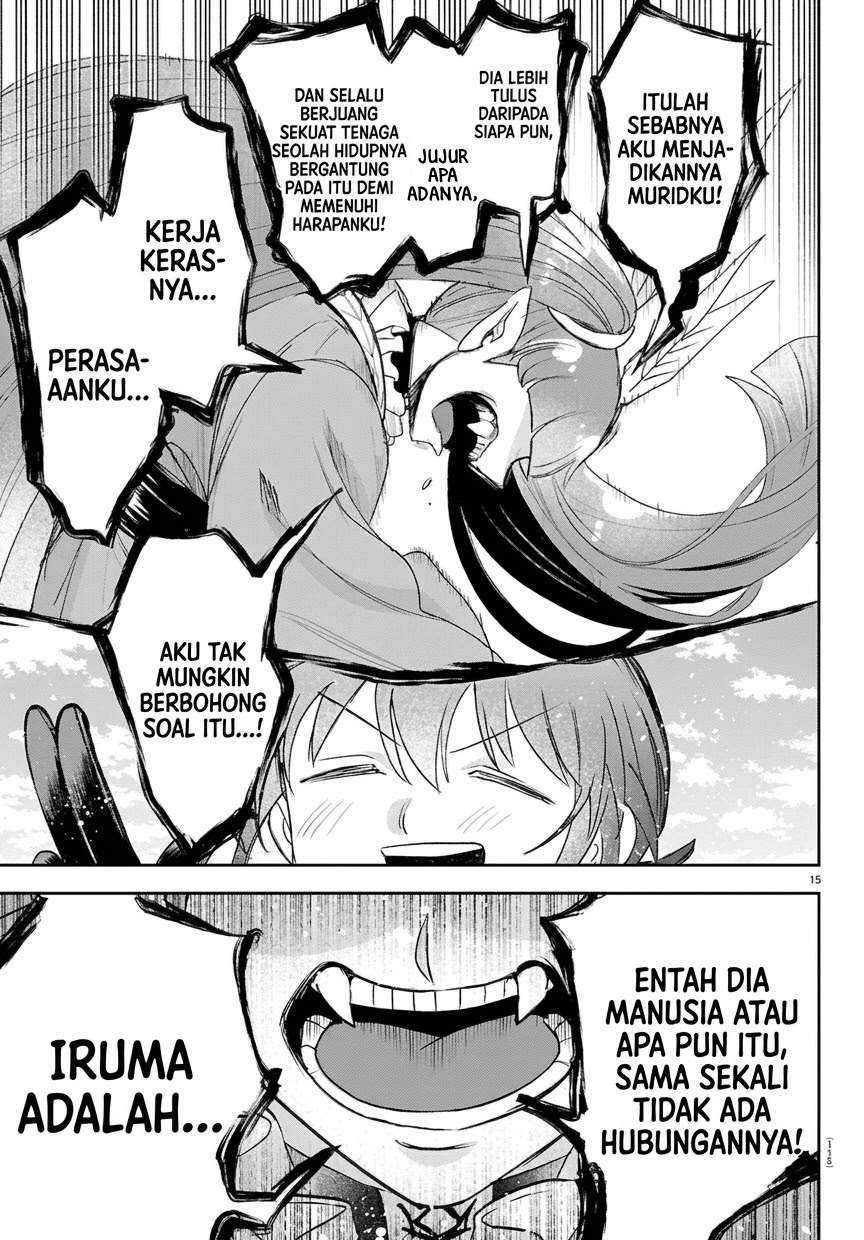 ITULAH
SEBABNYA
AKU MENJA-
DIKANNYA
MURIDKU!
DIA LEBIH
TULUS
DARIPADA
SIAPA PUN,
JUJUR
APA
ADANYA,
DAN SELALU
BERJUANG
SEKUAT TENAGA
SEOLAH HIDUPNYA
BERGANTUNG
PADA ITU DEMI
MEMENUHI
HARAPANKU!
KERJA
KERAS-
NYA...
PERASA-
AANKU...
AKU TAK
MUNGKIN
BERBOHONG
SOAL ITU...!
15
ENTAH DIA
MANUSIA ATAU
APA PUN ITU,
SAMA SEKALI
TIDAK ADA
HUBUNGANNYA!
IRUMA
ADALAH...
(115)